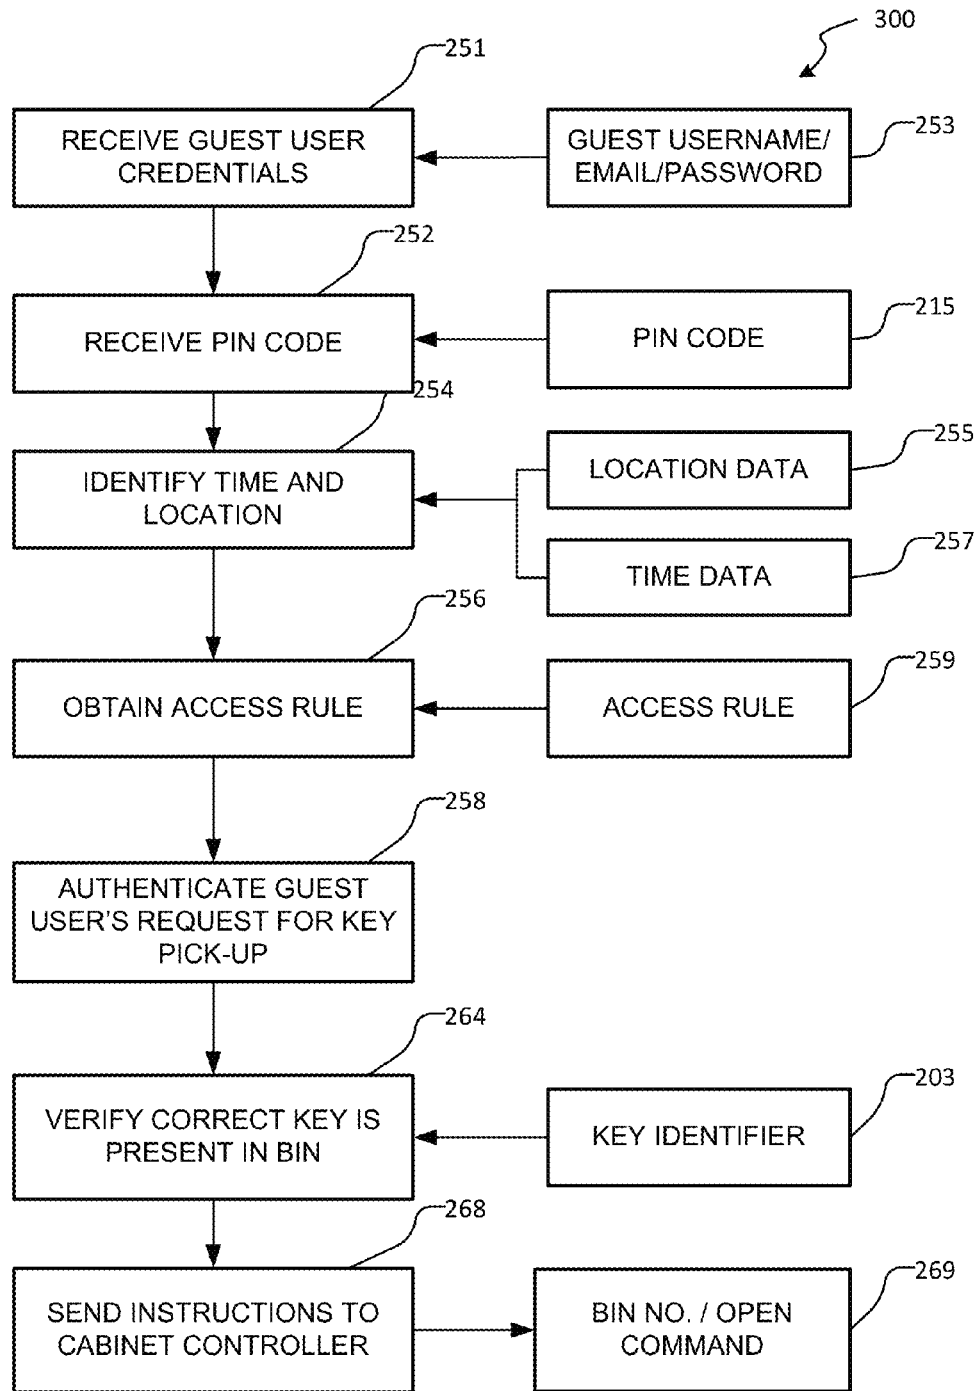 300
251
RECEIVE GUEST USER
CREDENTIALS
GUEST USERNAME/
EMAIL/PASSWORD
253
252
RECEIVE PIN CODE
PIN CODE
215
254
IDENTIFY TIME AND
LOCATION
LOCATION DATA
255
TIME DATA
257
256
OBTAIN ACCESS RULE
ACCESS RULE
259
258
AUTHENTICATE GUEST
USER'S REQUEST FOR KEY
PICK-UP
264
VERIFY CORRECT KEY IS
PRESENT IN BIN
KEY IDENTIFIER
203
268
SEND INSTRUCTIONS TO
CABINET CONTROLLER
BIN NO. / OPEN
COMMAND
269